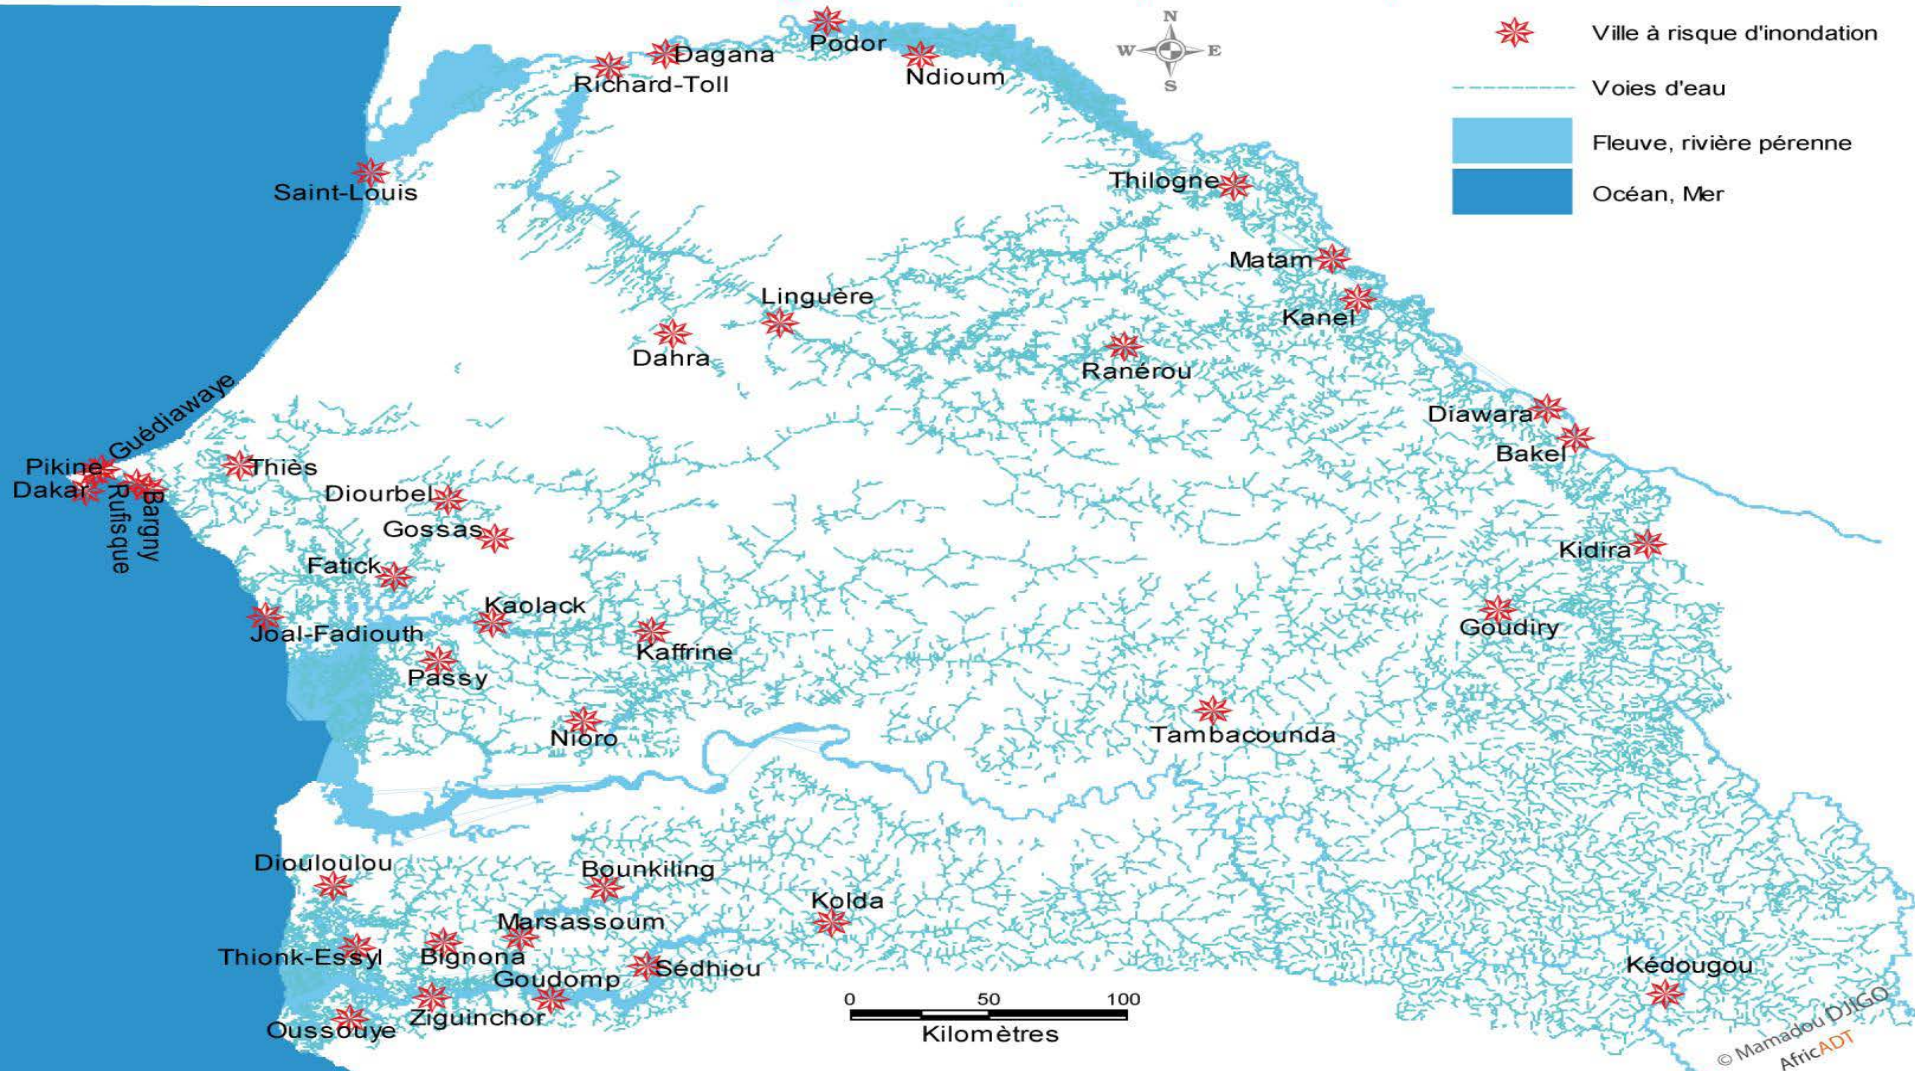 N
W E
S
Ville à risque d'inondation
Voies d'eau
Fleuve, rivière pérenne
Océan, Mer
Podor
Dagana
Ndioum
Richard-Toll
Saint-Louis
Thilogne
Matam
Kanel
Linguère
Dahra
Ranérou
Diawara
Bakel
Guédiawaye
Pikine
Dakar
Rufisque
Bargny
Thiès
Diourbel
Gossas
Fatick
Kidira
Kaolack
Joal-Fadiouth
Goudiry
Kaffrine
Passy
Nioro
Tambacounda
Diouloulou
Bounkiling
Kolda
Marsassoum
Thionk-Essyl
Bignona
Sédhiou
Goudomp
Ziguinchor
Oussouye
Kédougou
0 50 100
Kilomètres
© Mamadou DJIGO
AfricADT